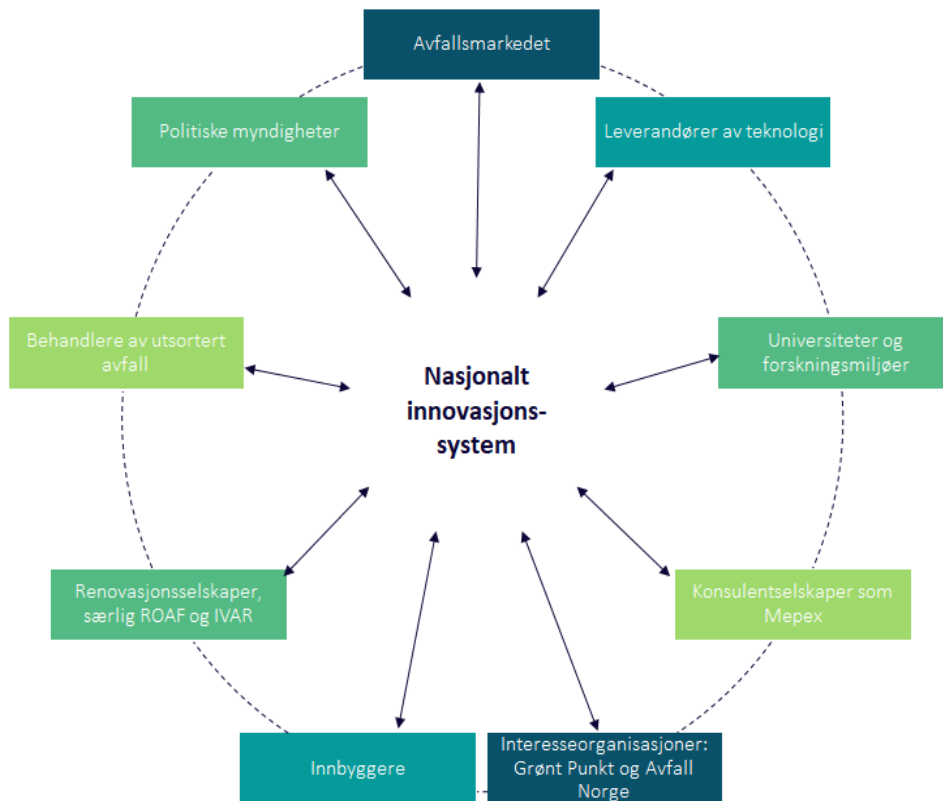 Avfallsmarkedet
Politiske myndigheter
Leverandører av teknologi
Behandlere av utsortert
avfall
Universiteter og
forskningsmiljøer
Nasjonalt
innovasjons-
system
Renovasjonsselskaper,
særlig ROAF og IVAR
Konsulentselskaper som
Mepex
Innbyggere
Interesseorganisasjoner:
Grønt Punkt og Avfall
Norge